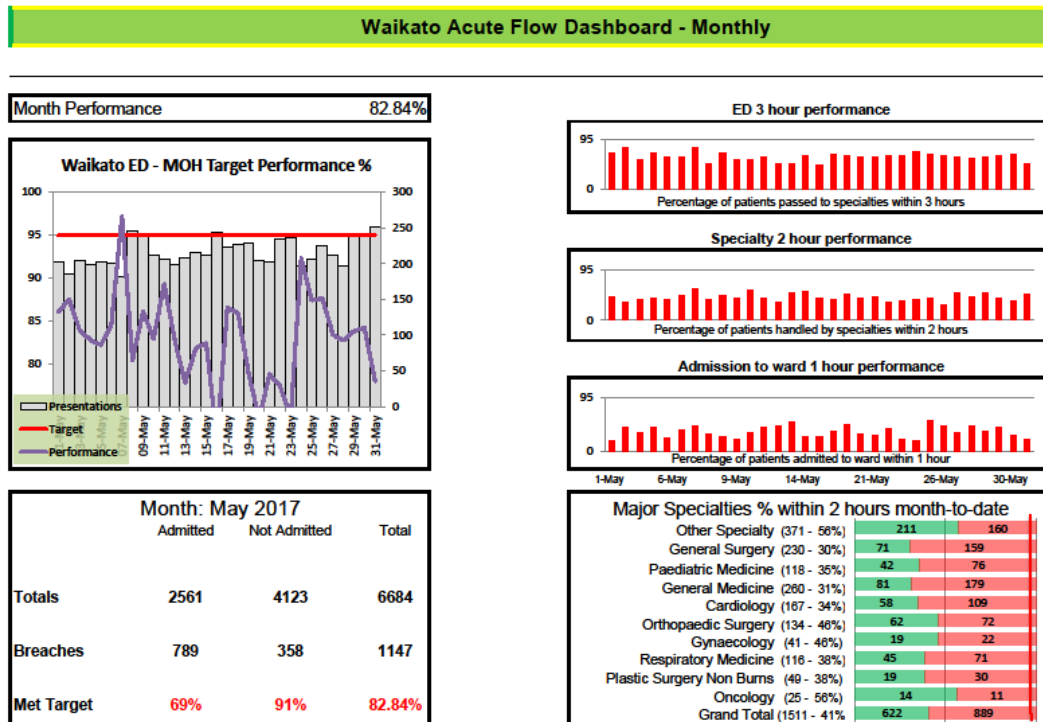 Waikato Acute Flow Dashboard - Monthly
Month Performance 82.84%
Waikato ED - MOH Target Performance %
100
95
90
85
80
300
250
200
150
100
50
0
Presentations
Target
Performance
07-May
09-May
11-May
13-May
15-May
17-May
19-May
21-May
23-May
25-May
27-May
29-May
31-May
Month: May 2017
Admitted Not Admitted Total
Totals 2561 4123 6684
Breaches 789 358 1147
Met Target 69% 91% 82.84%
ED 3 hour performance
95
0
Percentage of patients passed to specialties within 3 hours
Specialty 2 hour performance
95
0
Percentage of patients handled by specialties within 2 hours
Admission to ward 1 hour performance
95
0
Percentage of patients admitted to ward within 1 hour
1-May 6-May 9-May 14-May 21-May 26-May 30-May
Major Specialties % within 2 hours month-to-date
Other Specialty (371 - 56%) 211 160
General Surgery (230 - 30%) 71 159
Paediatric Medicine (118 - 35%) 42 76
General Medicine (260 - 31%) 81 179
Cardiology (167 - 34%) 58 109
Orthopaedic Surgery (134 - 46%) 62 72
Gynaecology (41 - 46%) 19 22
Respiratory Medicine (116 - 38%) 45 71
Plastic Surgery Non Burns (49 - 38%) 19 30
Oncology (25 - 56%) 14 11
Grand Total (1511 - 41% 622 889